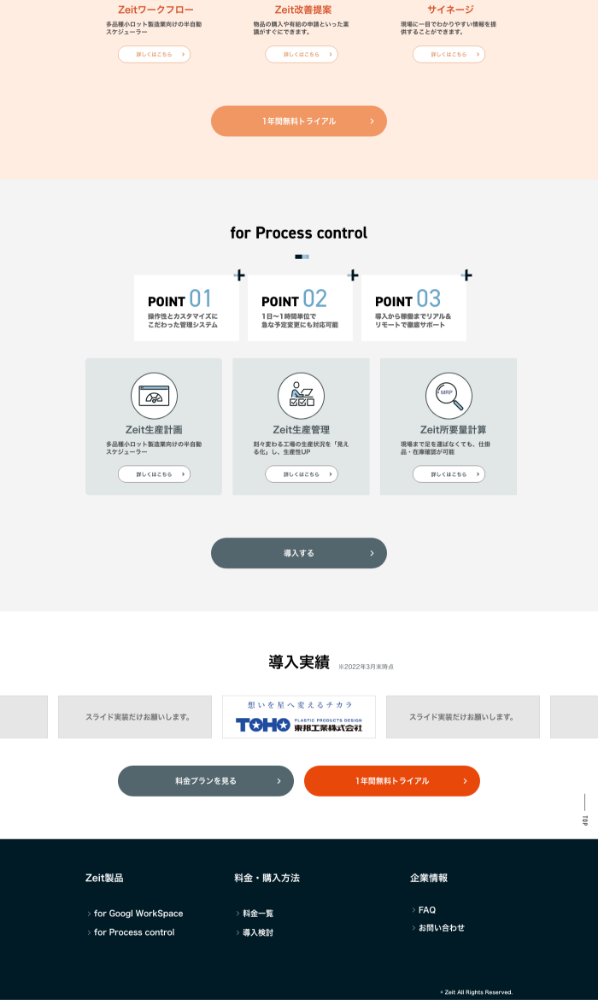 Zeitワークフロー
多品種小ロット製造業向けの半自動
スケジューラー
詳しくはこちら
Zeit改善提案
物品の購入や有給の申請といった稟
議がすぐにできます。
詳しくはこちら
サイネージ
現場に一目でわかりやすい情報を提
供することができます。
詳しくはこちら
1年間無料トライアル
for Process control
POINT 01
操作性とカスタマイズに
こだわった管理システム
POINT 02
1日〜1時間単位で
急な予定変更にも対応可能
POINT 03
導入から稼働までリアル&
リモートで徹底サポート
Zeit生産計画
多品種小ロット製造業向けの半自動
スケジューラー
詳しくはこちら
Zeit生産管理
刻々変わる工場の生産状況を「見え
る化」し、生産性UP
詳しくはこちら
MRP
Zeit所要量計算
現場まで足を運ばなくても、仕掛
品・在庫確認が可能
詳しくはこちら
導入する
導入実績 ※2022年3月末時点
スライド実装だけお願いします。
想いを星へ変えるチカラ
TOHO PLASTIC PRODUCTS DESIGN
東邦工業株式会社
スライド実装だけお願いします。
料金プランを見る
1年間無料トライアル
TOP
Zeit製品
for Googl WorkSpace
for Process control
料金・購入方法
料金一覧
導入検討
企業情報
FAQ
お問い合わせ
© Zeit All Rights Reserved.